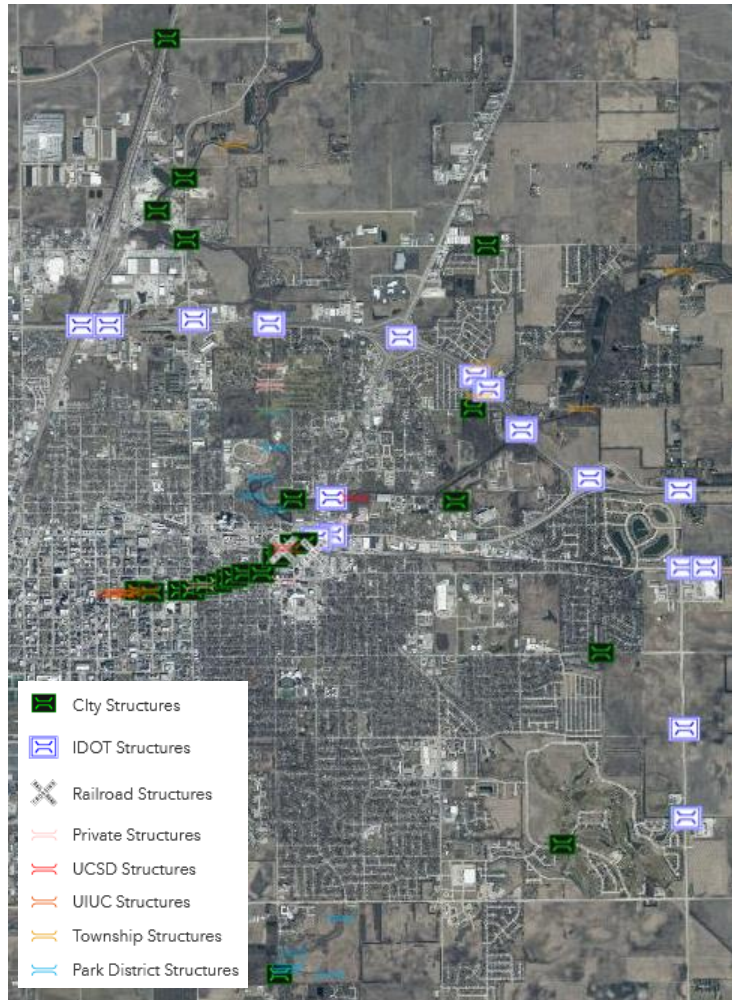 CIty Structures
IDOT Structures
Railroad Structures
Private Structures
UCSD Structures
UIUC Structures
Township Structures
Park District Structures